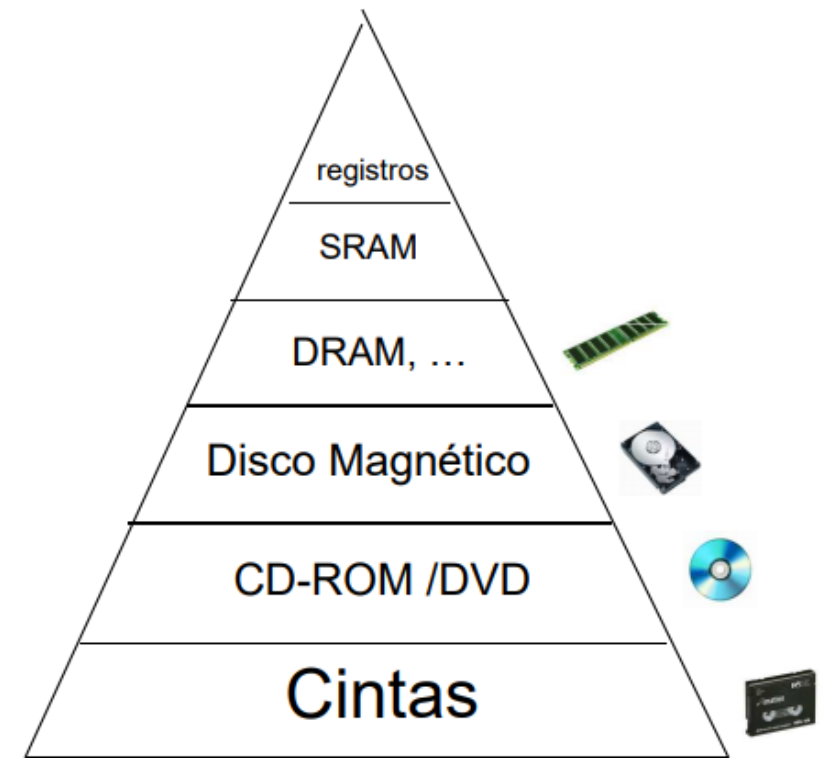 registros
SRAM
DRAM, …
Disco Magnético
CD-ROM /DVD
Cintas